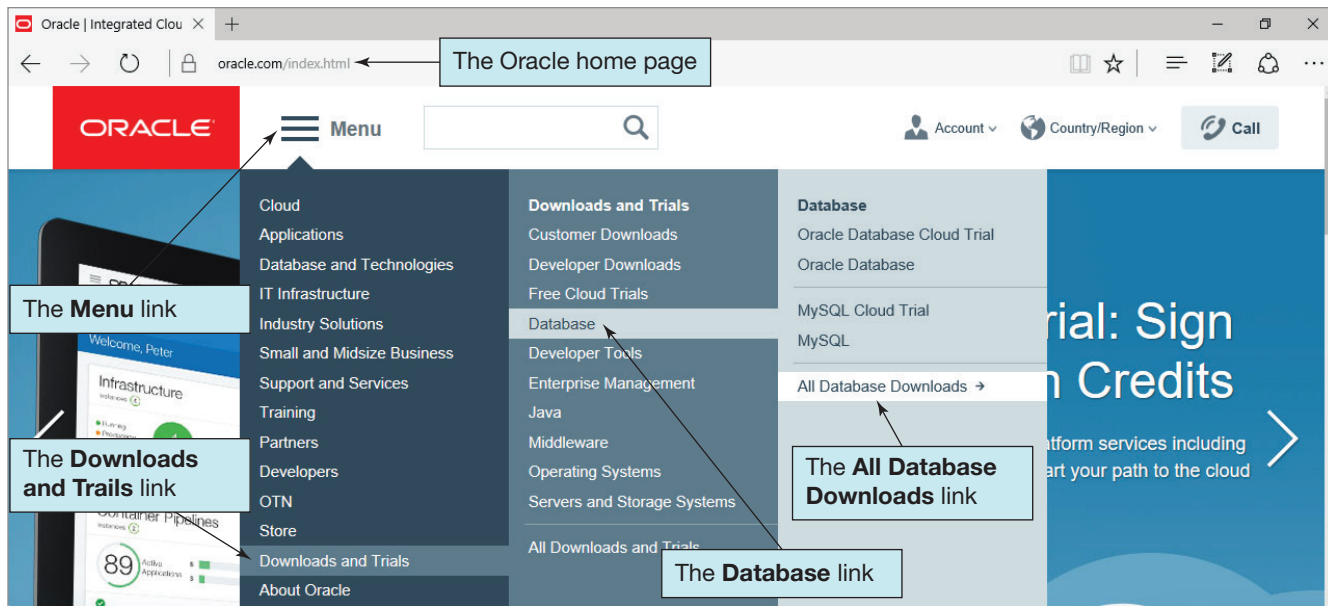 Oracle | Integrated Clou
oracle.com/index.html
The Oracle home page
ORACLE
Menu
Account
Country/Region
Call
Cloud
Applications
Database and Technologies
IT Infrastructure
Industry Solutions
Small and Midsize Business
Support and Services
Training
Partners
Developers
OTN
Store
Downloads and Trials
About Oracle
Downloads and Trials
Customer Downloads
Developer Downloads
Free Cloud Trials
Database
Developer Tools
Enterprise Management
Java
Middleware
Operating Systems
Servers and Storage Systems
All Downloads and Trials
Database
Oracle Database Cloud Trial
Oracle Database
MySQL Cloud Trial
MySQL
All Database Downloads →
The Menu link
The Downloads
and Trails link
The All Database
Downloads link
The Database link
rial: Sign
n Credits
tform services including
art your path to the cloud
Welcome, Peter
Infrastructure
Container Pipelines
89
Active
Applications